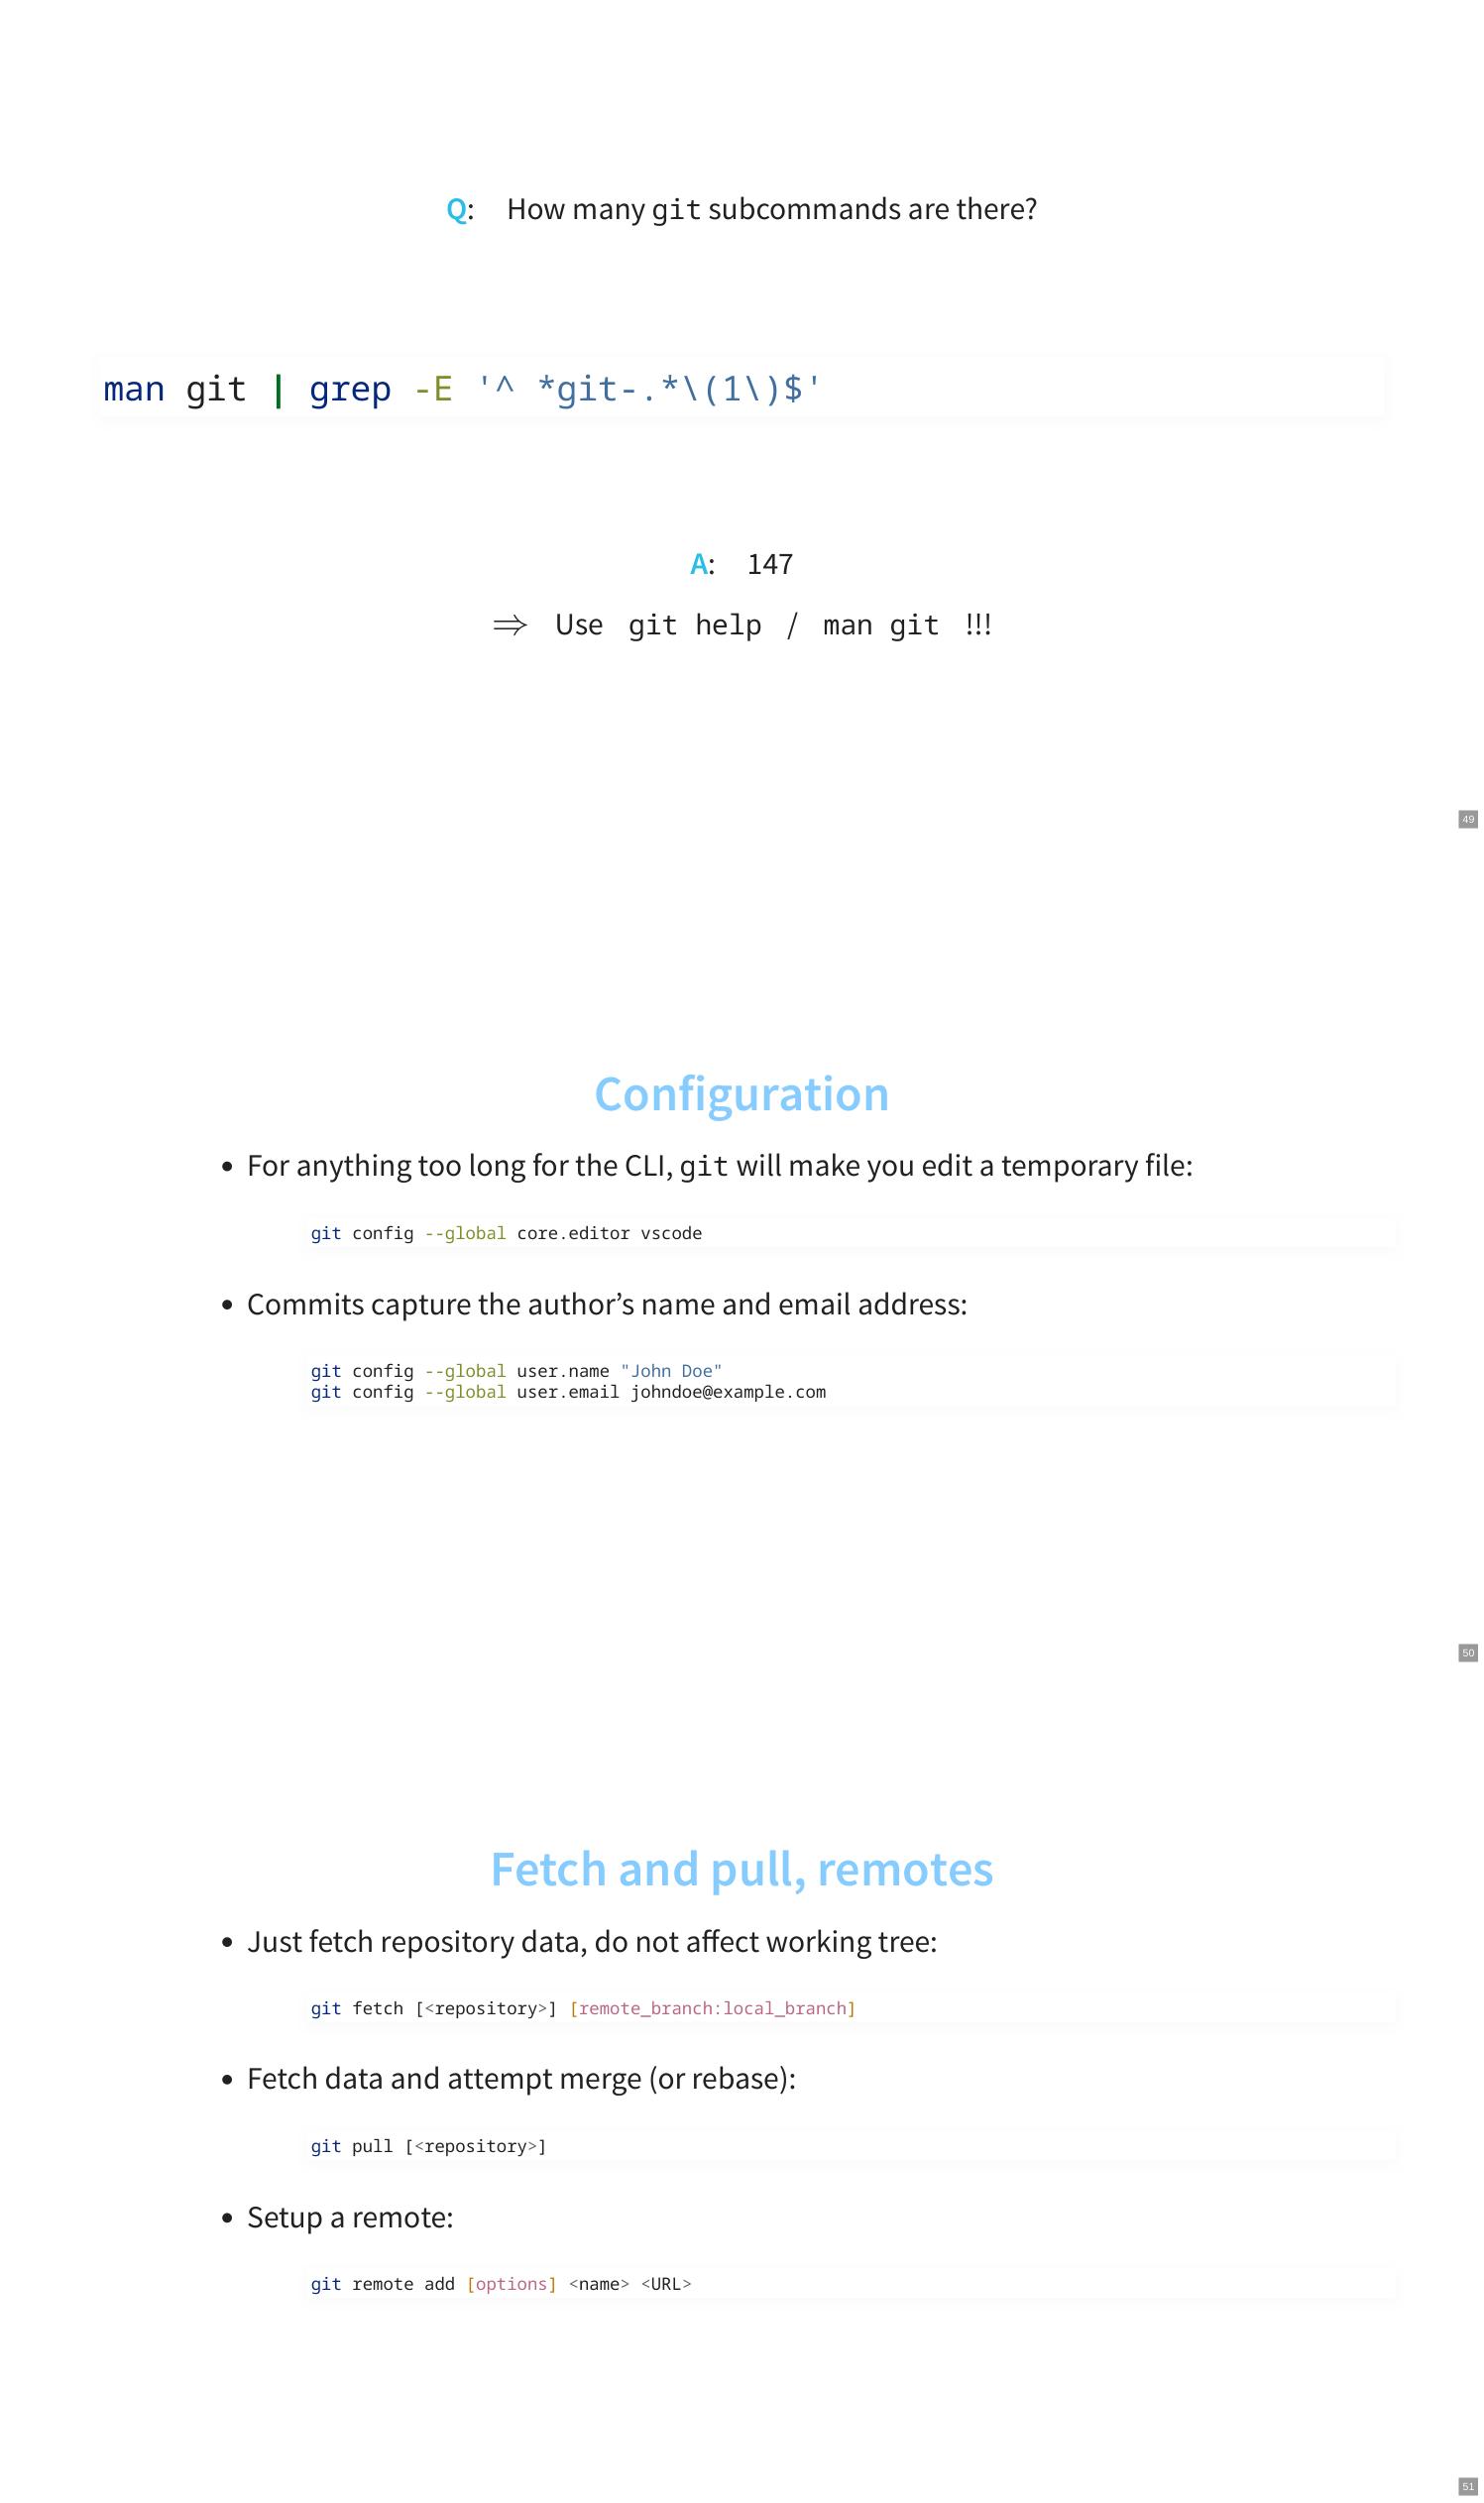 Q: How many git subcommands are there?
man git | grep -E '^ *git-.*\(1\)$'
A: 147
⇒ Use git help / man git !!!
49
Configuration
• For anything too long for the CLI, git will make you edit a temporary file:
git config --global core.editor vscode
• Commits capture the author’s name and email address:
git config --global user.name "John Doe"
git config --global user.email johndoe@example.com
50
Fetch and pull, remotes
• Just fetch repository data, do not affect working tree:
git fetch [<repository>] [remote_branch:local_branch]
• Fetch data and attempt merge (or rebase):
git pull [<repository>]
• Setup a remote:
git remote add [options] <name> <URL>
51